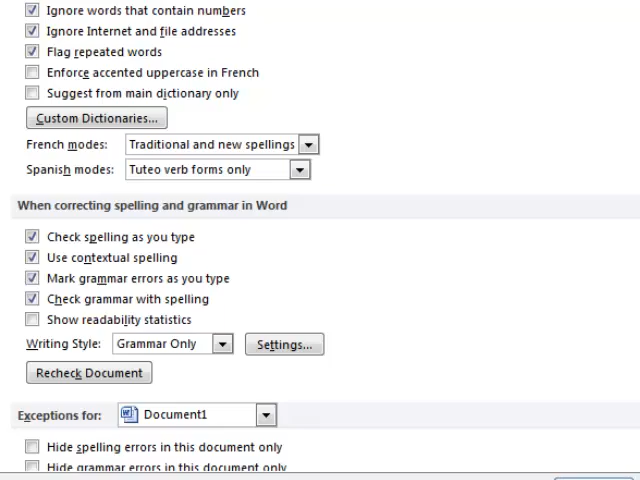 Ignore words that contain numbers
Ignore Internet and file addresses
Flag repeated words
Enforce accented uppercase in French
Suggest from main dictionary only
Custom Dictionaries...
French modes: Traditional and new spellings
Spanish modes: Tuteo verb forms only
When correcting spelling and grammar in Word
Check spelling as you type
Use contextual spelling
Mark grammar errors as you type
Check grammar with spelling
Show readability statistics
Writing Style: Grammar Only Settings...
Recheck Document
Exceptions for: Document1
Hide spelling errors in this document only
Hide grammar errors in this document only